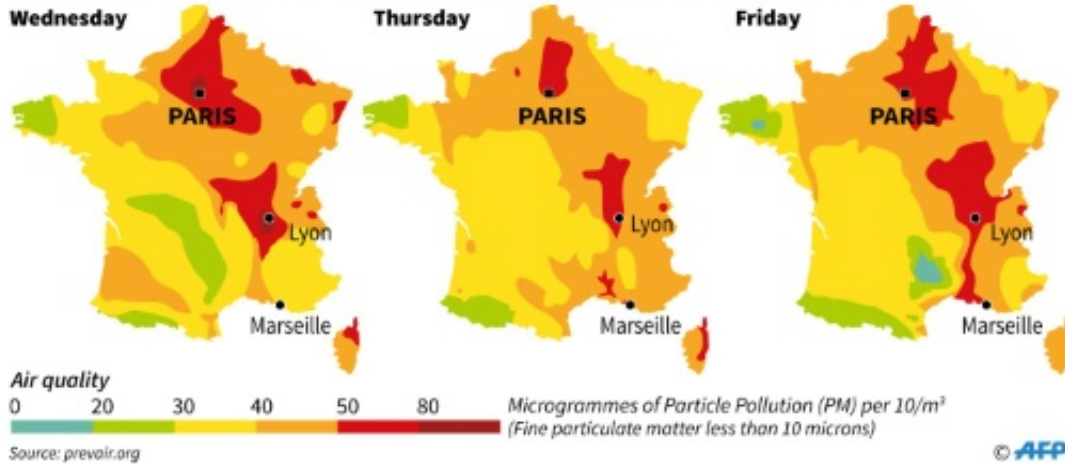 Wednesday
Thursday
Friday
PARIS
PARIS
PARIS
Lyon
Lyon
Lyon
Marseille
Marseille
Marseille
Air quality
0 20 30 40 50 80
Microgrammes of Particle Pollution (PM) per 10/m³
(Fine particulate matter less than 10 microns)
Source: prevair.org
© AFP